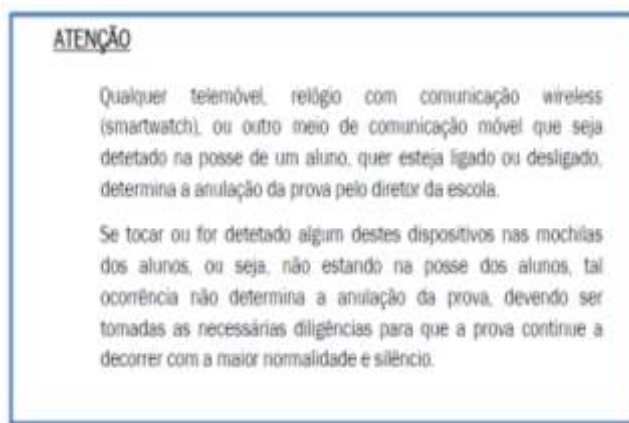 ATENÇÃO
Qualquer telemóvel, relógio com comunicação wireless
(smartwatch), ou outro meio de comunicação móvel que seja
detetado na posse de um aluno, quer esteja ligado ou desligado,
determina a anulação da prova pelo diretor da escola.
Se tocar ou for detetado algum destes dispositivos nas mochilas
dos alunos, ou seja, não estando na posse dos alunos, tal
ocorrência não determina a anulação da prova, devendo ser
tomadas as necessárias diligências para que a prova continue a
decorrer com a maior normalidade e silêncio.